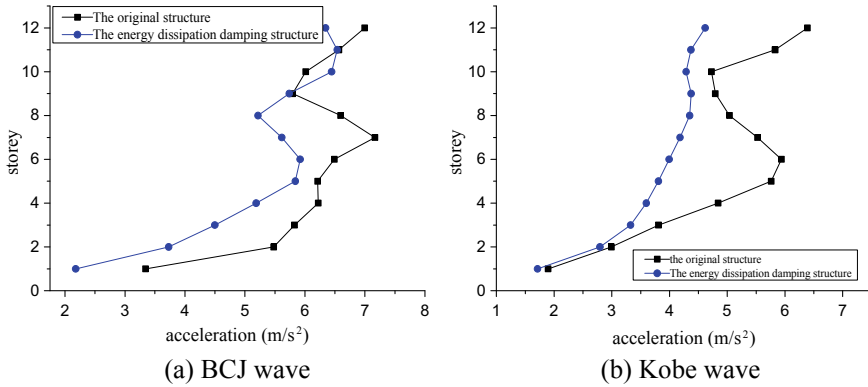 The original structure
The energy dissipation damping structure
12
10
8
6
4
2
0
storey
2 3 4 5 6 7 8
acceleration (m/s²)
(a) BCJ wave
12
10
8
6
4
2
0
storey
the original structure
The energy dissipation damping structure
1 2 3 4 5 6 7
acceleration (m/s²)
(b) Kobe wave